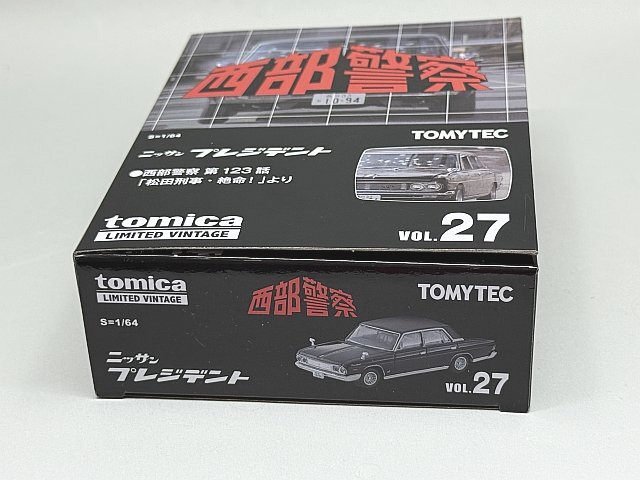 西部警察
10-94
S=1/64
TOMYTEC
ニッサン プレジデント
●西部警察 第123話
「松田刑事・絶命！」より
tomica
LIMITED VINTAGE
VOL.27
tomica
LIMITED VINTAGE
西部警察
TOMYTEC
S=1/64
ニッサン
プレジデント
VOL.27